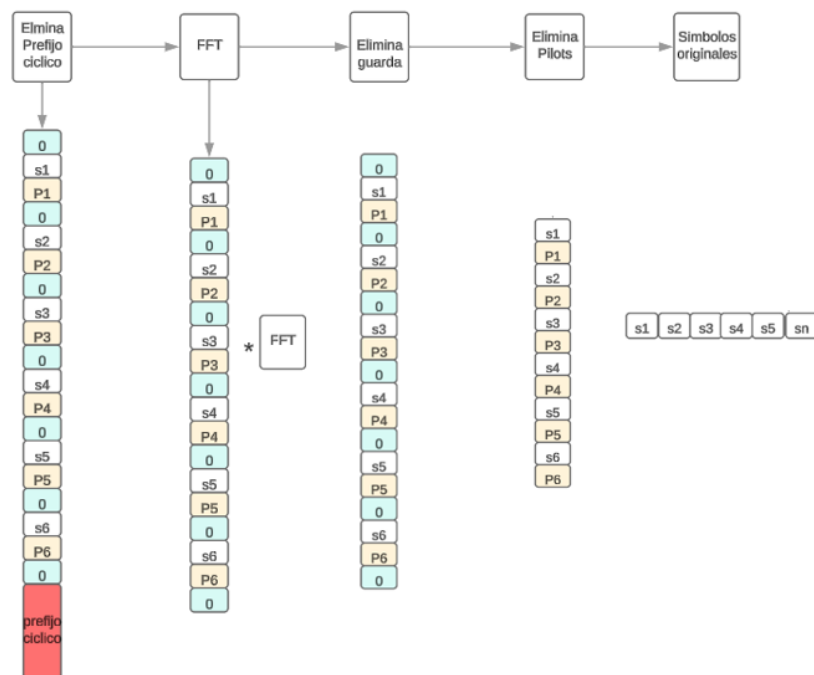 Elmina
Prefijo
ciclico
FFT
Elimina
guarda
Elimina
Pilots
Simbolos
originales
0
s1
P1
0
s2
P2
0
s3
P3
0
s4
P4
0
s5
P5
0
s6
P6
0
prefijo
ciclico
0
s1
P1
0
s2
P2
0
s3
P3
0
s4
P4
0
s5
P5
0
s6
P6
0
*
FFT
0
s1
P1
0
s2
P2
0
s3
P3
0
s4
P4
0
s5
P5
0
s6
P6
0
s1
P1
s2
P2
s3
P3
s4
P4
s5
P5
s6
P6
s1 s2 s3 s4 s5 sn